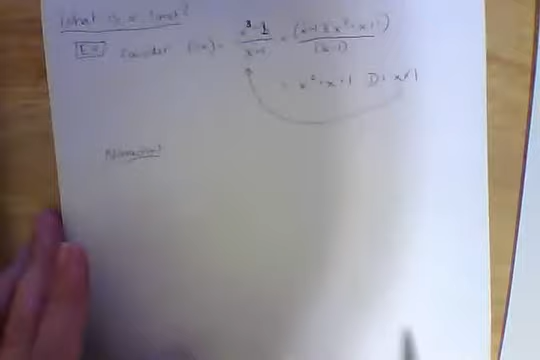 What is a limit?
Ex Consider f(x) = x³-1/x-1 = (x-1)(x²+x+1)/(x-1)
= x²+x+1 D: x≠1